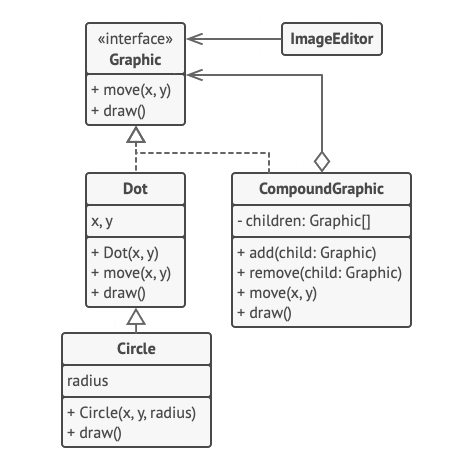 «interface»
Graphic
+ move(x, y)
+ draw()
ImageEditor
Dot
x, y
+ Dot(x, y)
+ move(x, y)
+ draw()
CompoundGraphic
- children: Graphic[]
+ add(child: Graphic)
+ remove(child: Graphic)
+ move(x, y)
+ draw()
Circle
radius
+ Circle(x, y, radius)
+ draw()